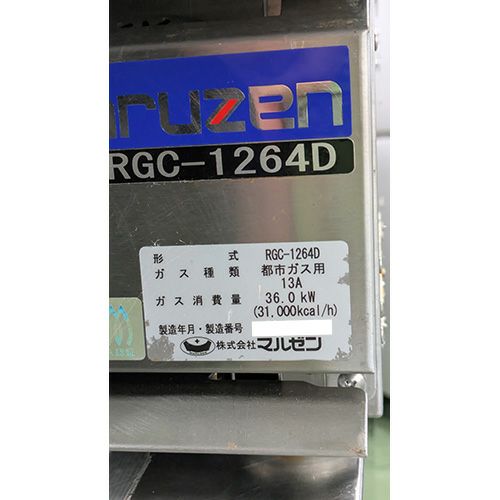 aruzen
RGC-1264D
形 式 RGC-1264D
ガス種類 都市ガス用
13A
ガス消費量 36.0 kW
(31,000kcal/h)
製造年月・製造番号
株式会社マルゼン